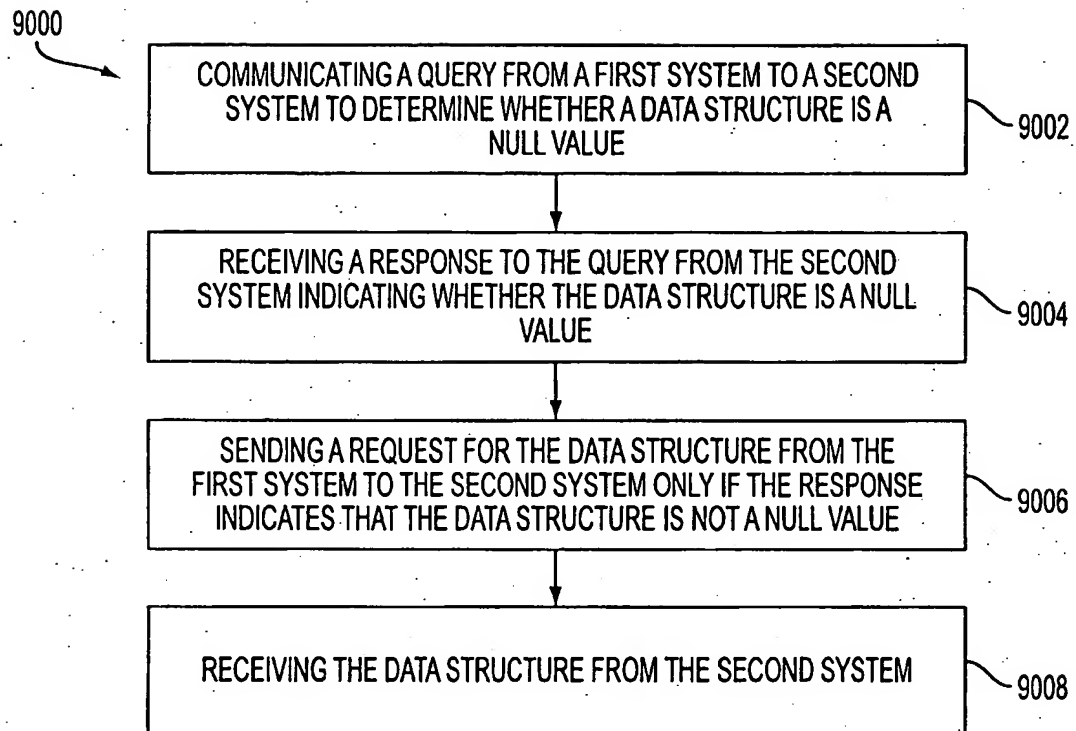 9000
COMMUNICATING A QUERY FROM A FIRST SYSTEM TO A SECOND
SYSTEM TO DETERMINE WHETHER A DATA STRUCTURE IS A
NULL VALUE
9002
RECEIVING A RESPONSE TO THE QUERY FROM THE SECOND
SYSTEM INDICATING WHETHER THE DATA STRUCTURE IS A NULL
VALUE
9004
SENDING A REQUEST FOR THE DATA STRUCTURE FROM THE
FIRST SYSTEM TO THE SECOND SYSTEM ONLY IF THE RESPONSE
INDICATES THAT THE DATA STRUCTURE IS NOT A NULL VALUE
9006
RECEIVING THE DATA STRUCTURE FROM THE SECOND SYSTEM
9008